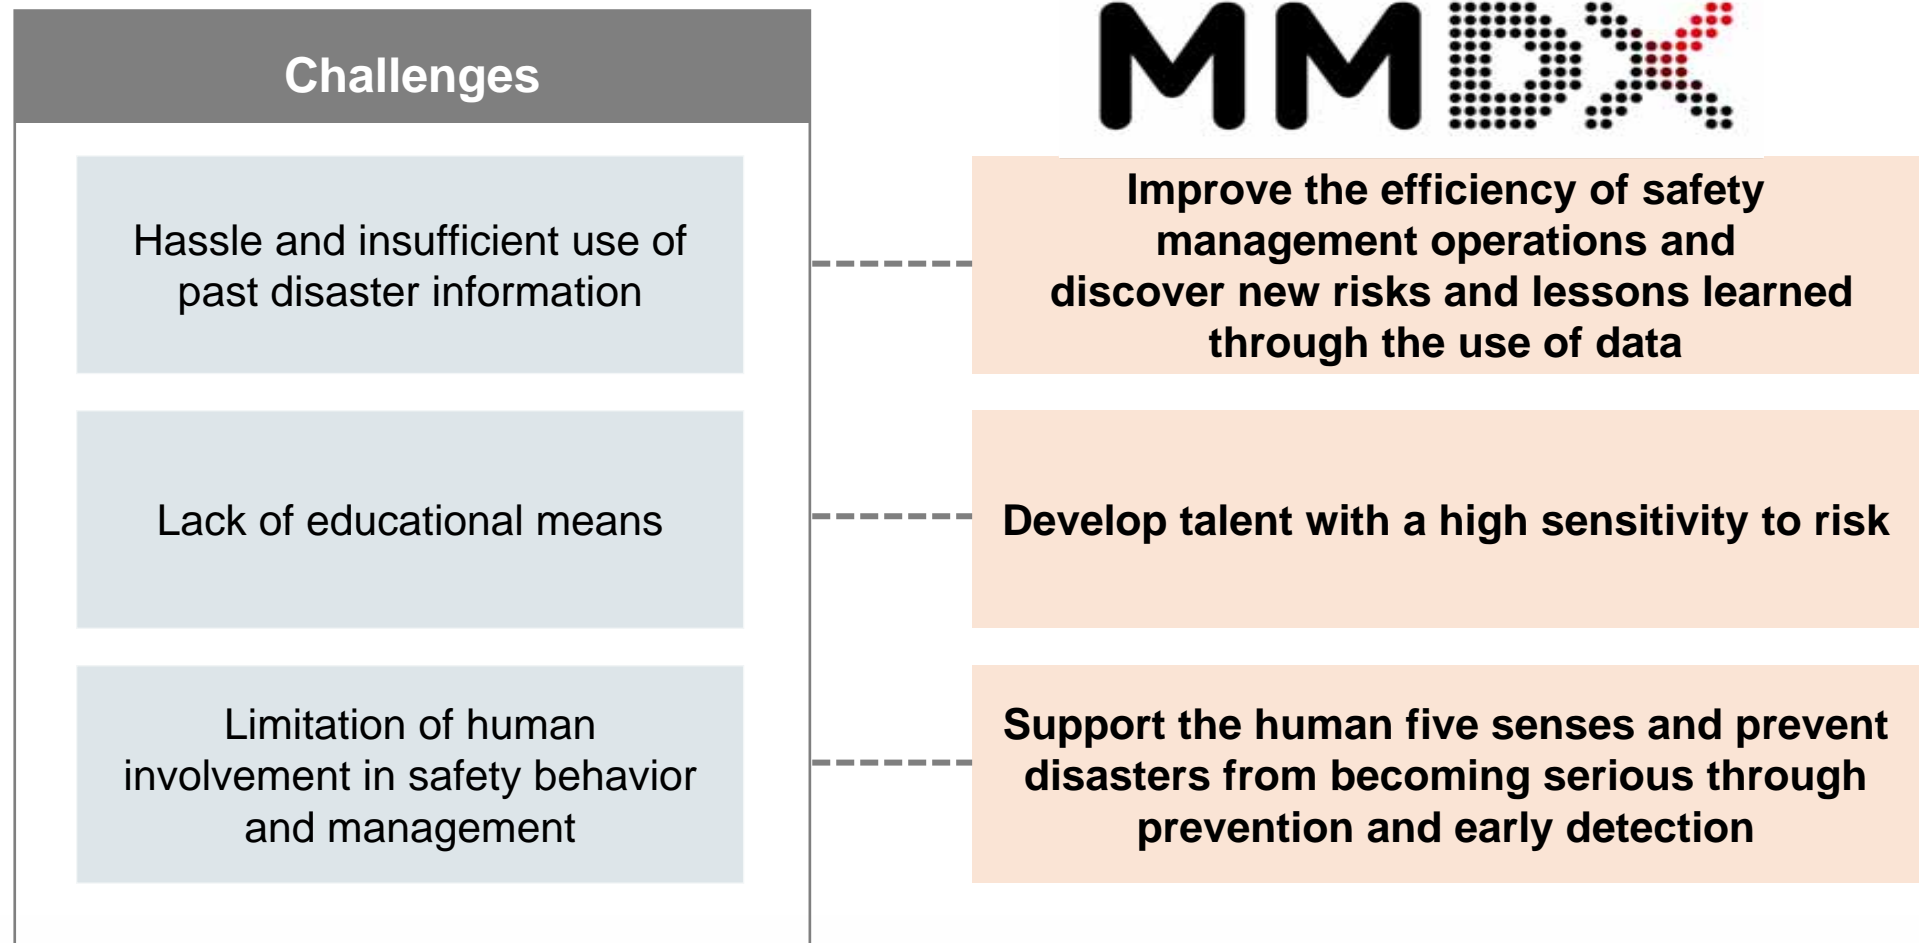 Challenges
MMDX
Hassle and insufficient use of
past disaster information
Improve the efficiency of safety
management operations and
discover new risks and lessons learned
through the use of data
Lack of educational means
Develop talent with a high sensitivity to risk
Limitation of human
involvement in safety behavior
and management
Support the human five senses and prevent
disasters from becoming serious through
prevention and early detection